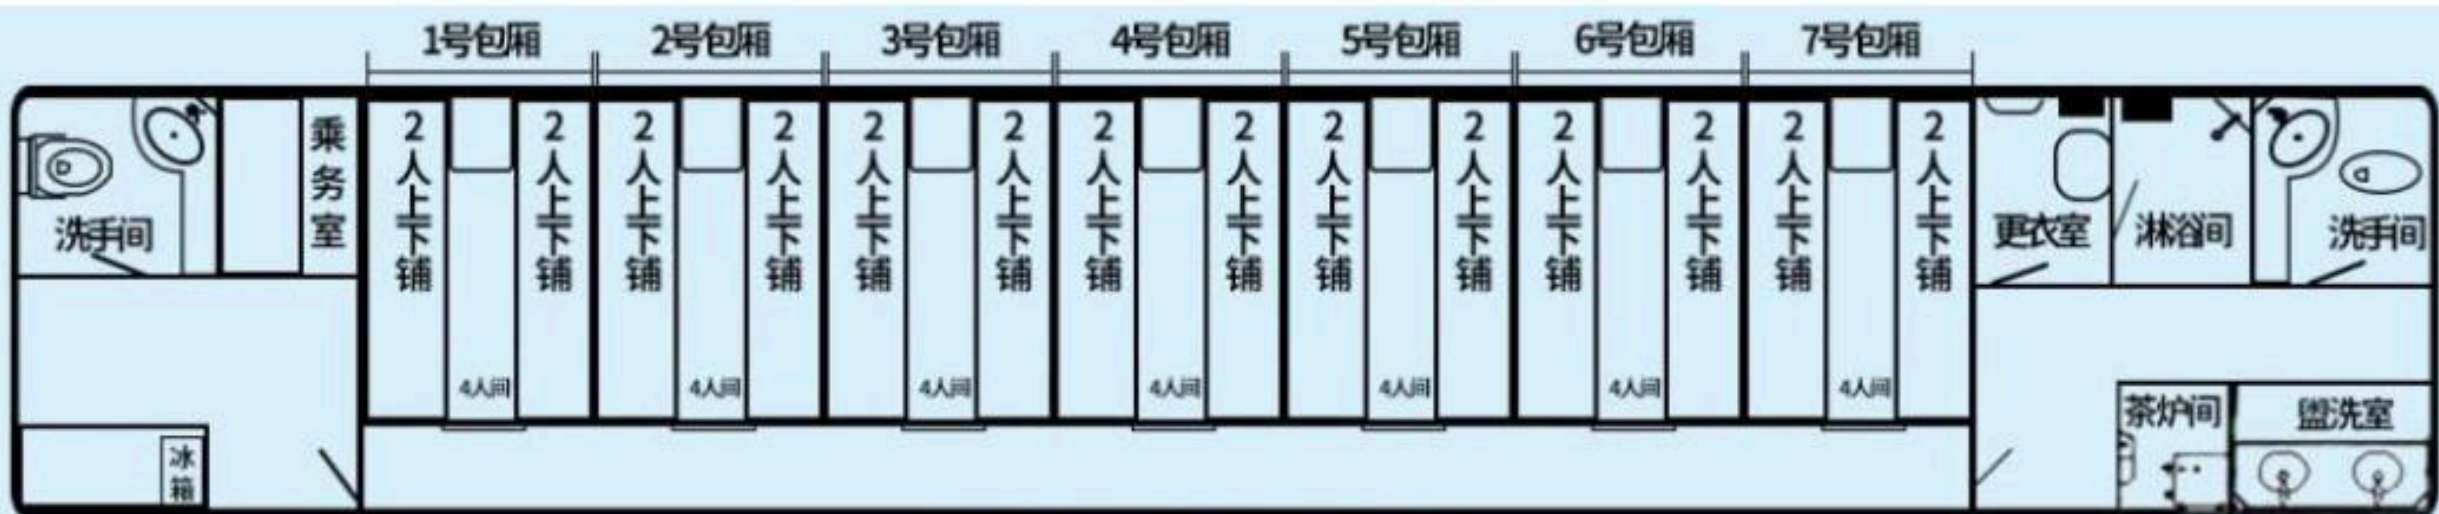 1号包厢
2号包厢
3号包厢
4号包厢
5号包厢
6号包厢
7号包厢
洗手间
乘务室
2人上下铺
2人上下铺
2人上下铺
2人上下铺
2人上下铺
2人上下铺
2人上下铺
2人上下铺
2人上下铺
2人上下铺
2人上下铺
2人上下铺
2人上下铺
2人上下铺
更衣室
淋浴间
洗手间
4人间
4人间
4人间
4人间
4人间
4人间
4人间
冰箱
茶炉间
盥洗室